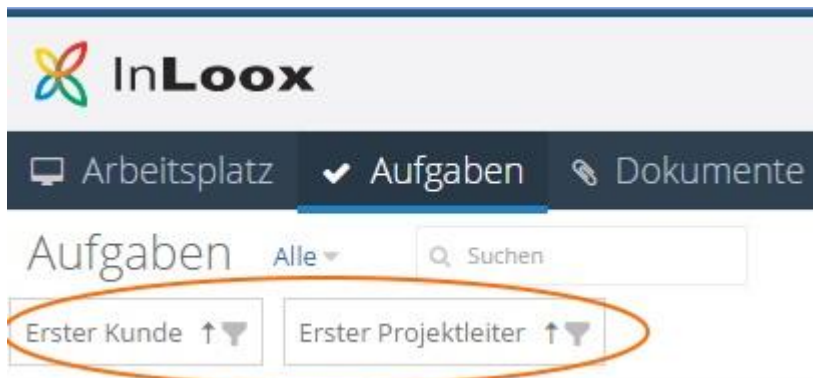 InLoox
Arbeitsplatz Aufgaben Dokumente
Aufgaben Alle Suchen
Erster Kunde Erster Projektleiter